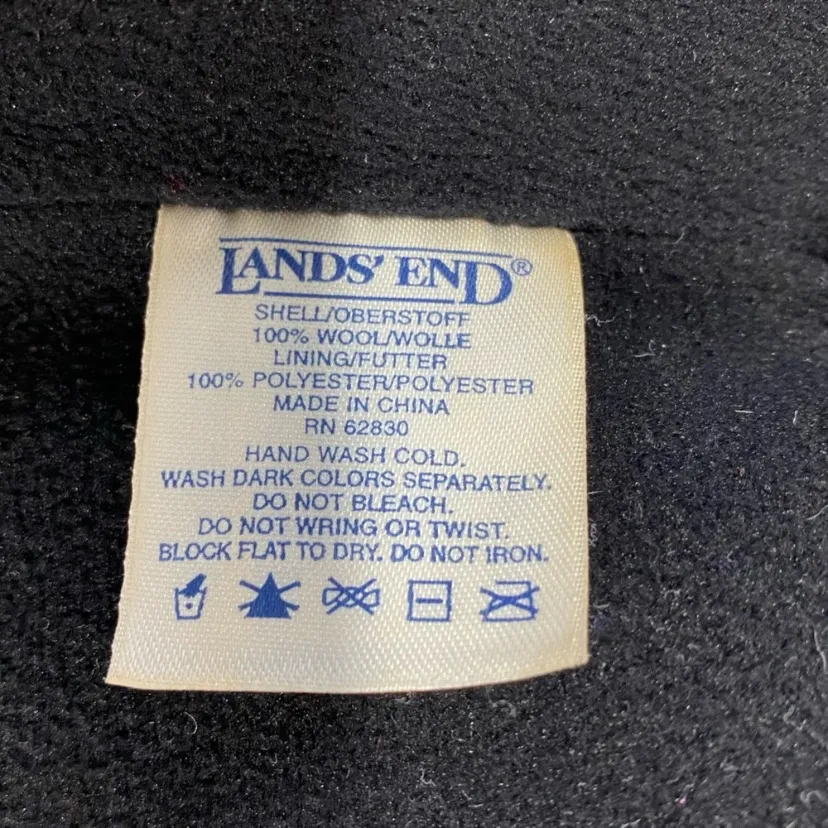 LANDS' END®
SHELL/OBERSTOFF
100% WOOL/WOLLE
LINING/FUTTER
100% POLYESTER/POLYESTER
MADE IN CHINA
RN 62830
HAND WASH COLD.
WASH DARK COLORS SEPARATELY.
DO NOT BLEACH.
DO NOT WRING OR TWIST.
BLOCK FLAT TO DRY. DO NOT IRON.